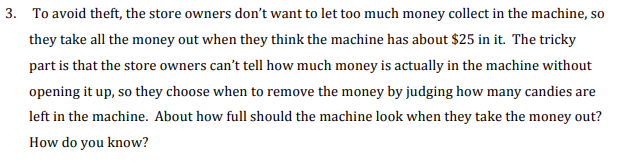 3. To avoid theft, the store owners don't want to let too much money collect in the machine, so
they take all the money out when they think the machine has about $25 in it. The tricky
part is that the store owners can't tell how much money is actually in the machine without
opening it up, so they choose when to remove the money by judging how many candies are
left in the machine. About how full should the machine look when they take the money out?
How do you know?